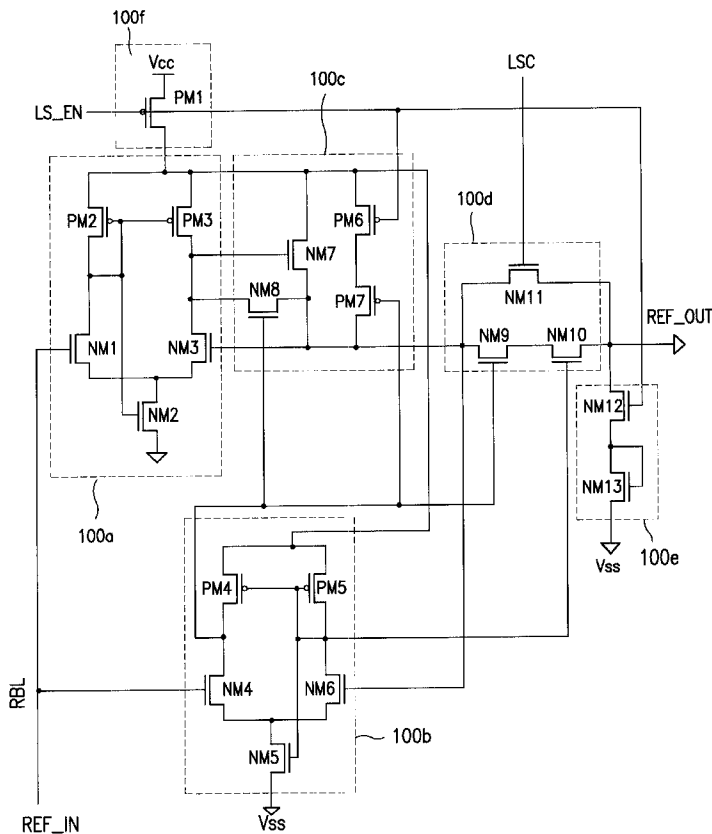 100f
Vcc
LSC
PM1
100c
LS_EN
100d
PM2
PM3
PM6
NM7
NM8
PM7
NM11
REF_OUT
NM1
NM3
NM9
NM10
NM2
NM12
NM13
100a
100e
Vss
PM4
PM5
RBL
NM4
NM6
NM5
100b
Vss
REF_IN